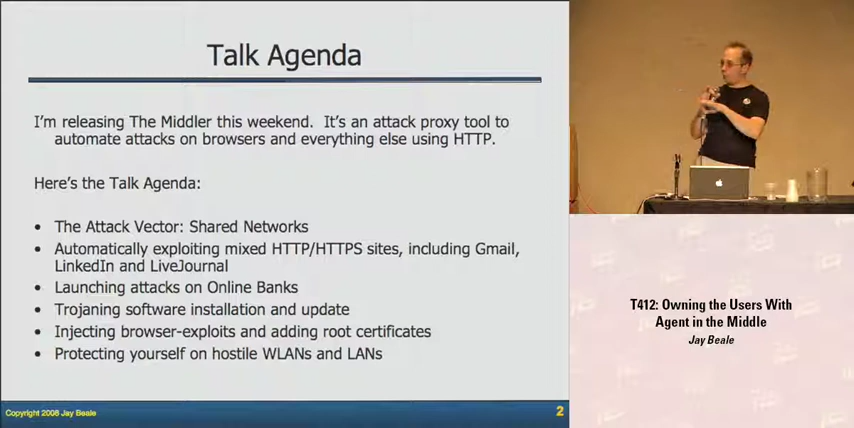 Talk Agenda
I'm releasing The Middler this weekend. It's an attack proxy tool to
automate attacks on browsers and everything else using HTTP.
Here's the Talk Agenda:
• The Attack Vector: Shared Networks
• Automatically exploiting mixed HTTP/HTTPS sites, including Gmail,
LinkedIn and LiveJournal
• Launching attacks on Online Banks
• Trojaning software installation and update
• Injecting browser-exploits and adding root certificates
• Protecting yourself on hostile WLANs and LANs
Copyright 2008 Jay Beale
2
T412: Owning the Users With
Agent in the Middle
Jay Beale